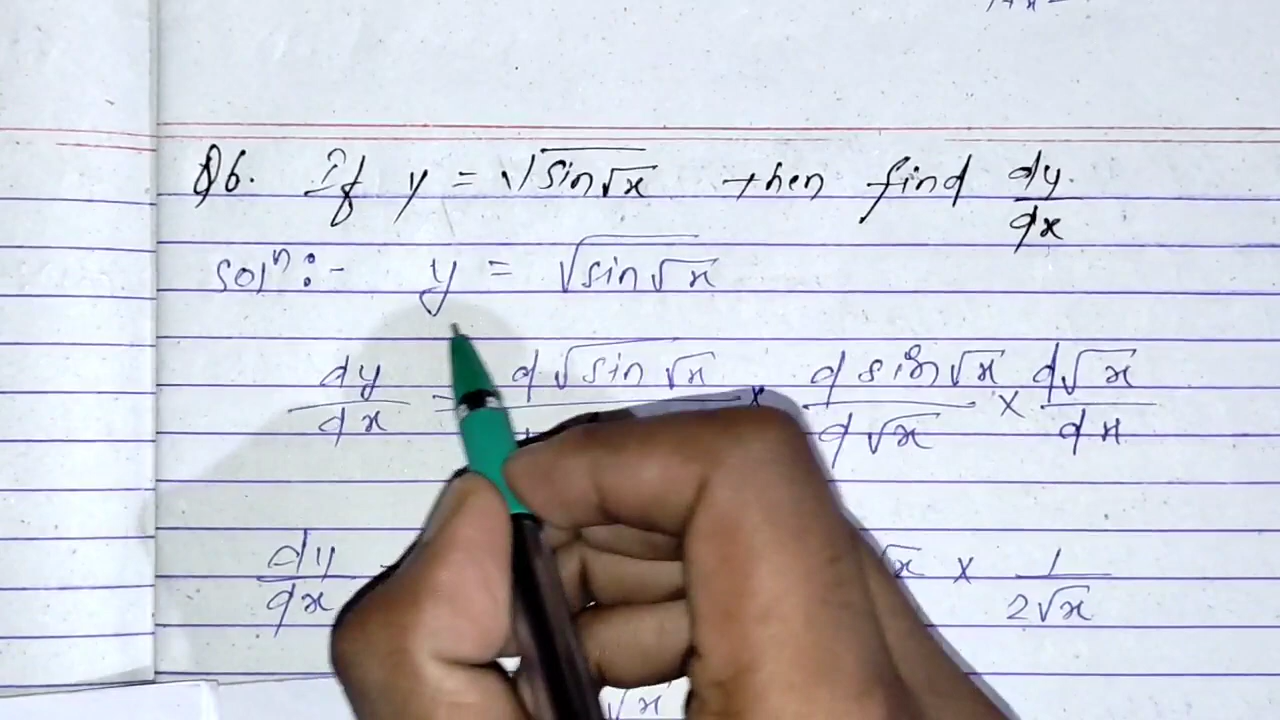 Q6. If y = √sin√x then find dy/dx
Solⁿ:- y = √sin√x
dy/dx = d√sin√x × d sin√x/d√x × d√x/dx
dy/dx √x × 1/2√x
√x